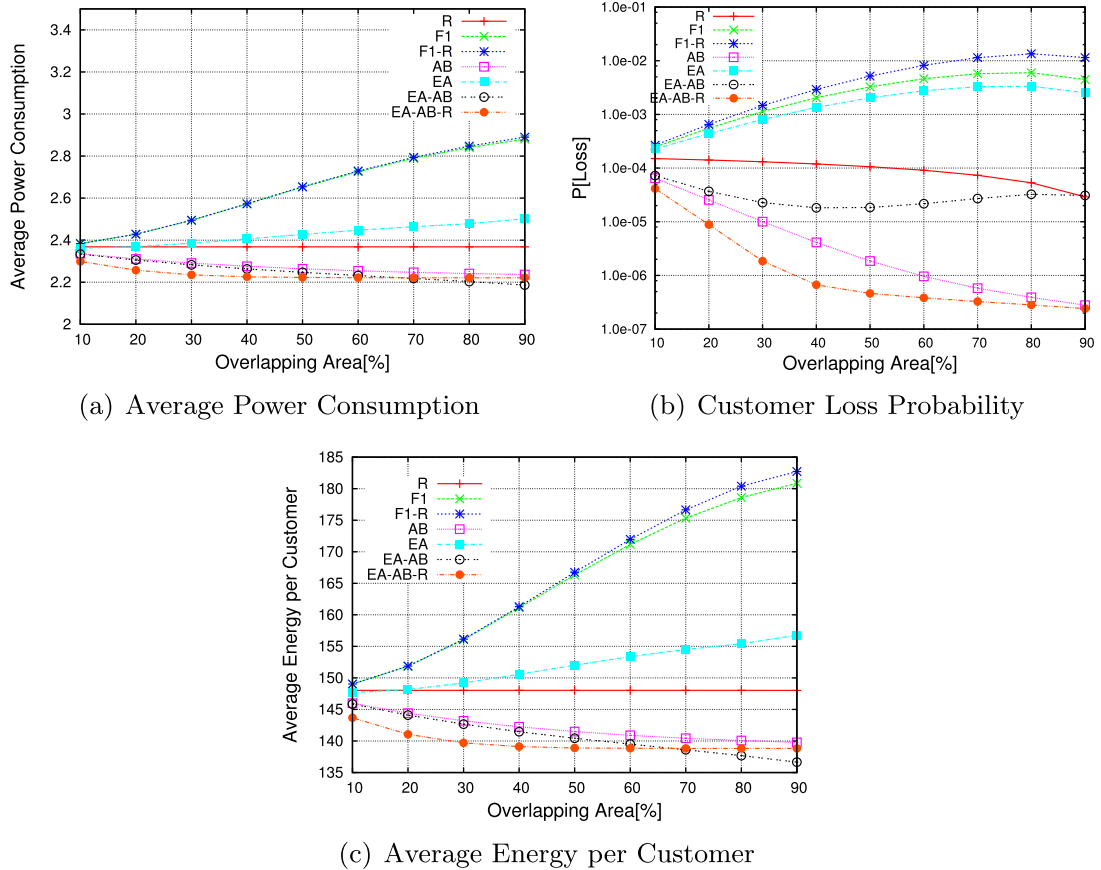 Average Power Consumption
3.4
3.2
3
2.8
2.6
2.4
2.2
2
R
F1
F1-R
AB
EA
EA-AB
EA-AB-R
10 20 30 40 50 60 70 80 90
Overlapping Area[%]
(a) Average Power Consumption
P[Loss]
1.0e-01
1.0e-02
1.0e-03
1.0e-04
1.0e-05
1.0e-06
1.0e-07
R
F1
F1-R
AB
EA
EA-AB
EA-AB-R
10 20 30 40 50 60 70 80 90
Overlapping Area[%]
(b) Customer Loss Probability
Average Energy per Customer
185
180
175
170
165
160
155
150
145
140
135
R
F1
F1-R
AB
EA
EA-AB
EA-AB-R
10 20 30 40 50 60 70 80 90
Overlapping Area[%]
(c) Average Energy per Customer